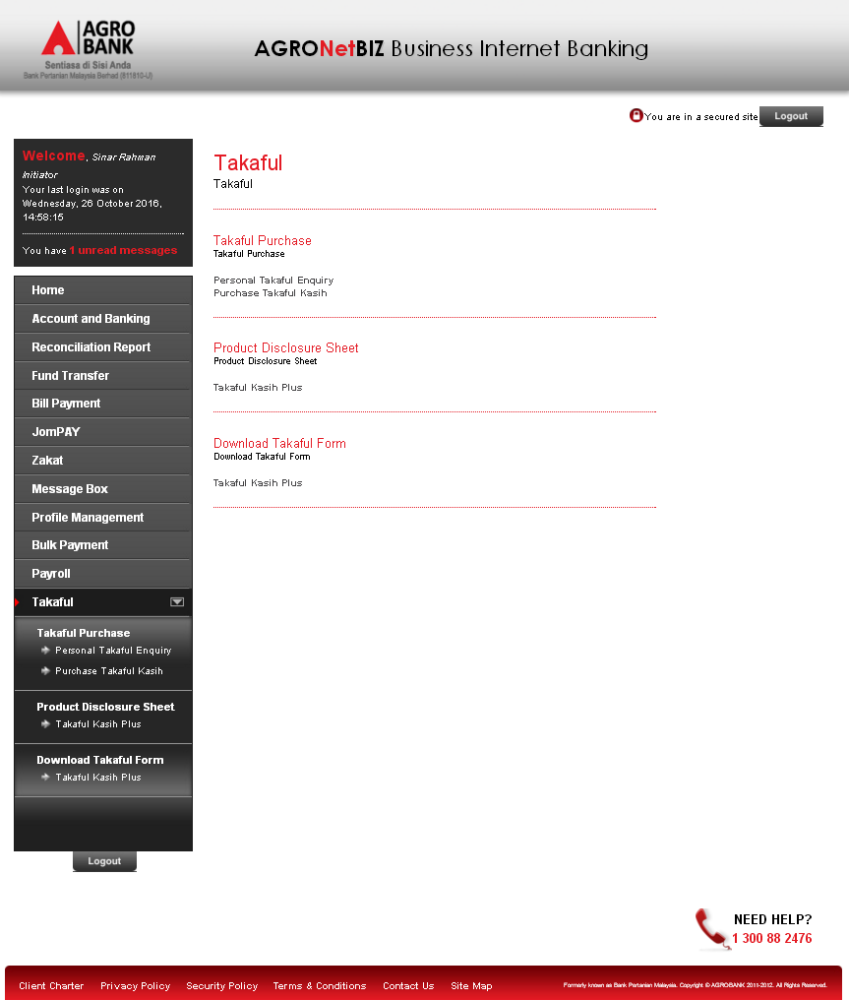 AGRO
BANK
Sentiasa di Sisi Anda
Bank Pertanian Malaysia Berhad (811810-U)
AGRONetBIZ Business Internet Banking
You are in a secured site
Logout
Welcome, Sinar Rahman
Initiator
Your last login was on
Wednesday, 26 October 2016,
14:58:15
You have 1 unread messages
Home
Account and Banking
Reconciliation Report
Fund Transfer
Bill Payment
JomPAY
Zakat
Message Box
Profile Management
Bulk Payment
Payroll
Takaful
Takaful Purchase
Personal Takaful Enquiry
Purchase Takaful Kasih
Product Disclosure Sheet
Takaful Kasih Plus
Download Takaful Form
Takaful Kasih Plus
Logout
Takaful
Takaful
Takaful Purchase
Takaful Purchase
Personal Takaful Enquiry
Purchase Takaful Kasih
Product Disclosure Sheet
Product Disclosure Sheet
Takaful Kasih Plus
Download Takaful Form
Download Takaful Form
Takaful Kasih Plus
NEED HELP?
1 300 88 2476
Client Charter Privacy Policy Security Policy Terms & Conditions Contact Us Site Map
Formerly known as Bank Pertanian Malaysia. Copyright © AGROBANK 2011-2012. All Rights Reserved.